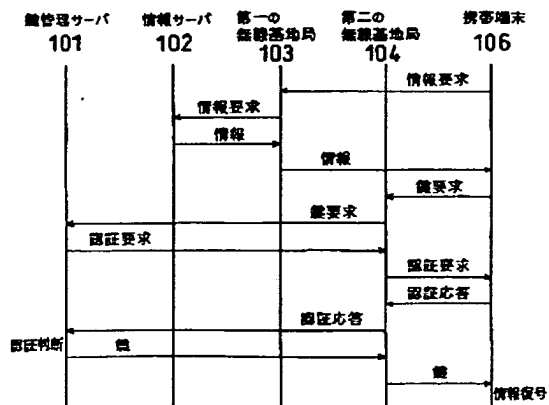 鍵管理サーバ
101
情報サーバ
102
第一の
無線基地局
103
第二の
無線基地局
104
携帯端末
106
情報要求
情報要求
情報
情報
鍵要求
鍵要求
認証要求
認証要求
認証応答
認証応答
認証判断
鍵
鍵
情報復号